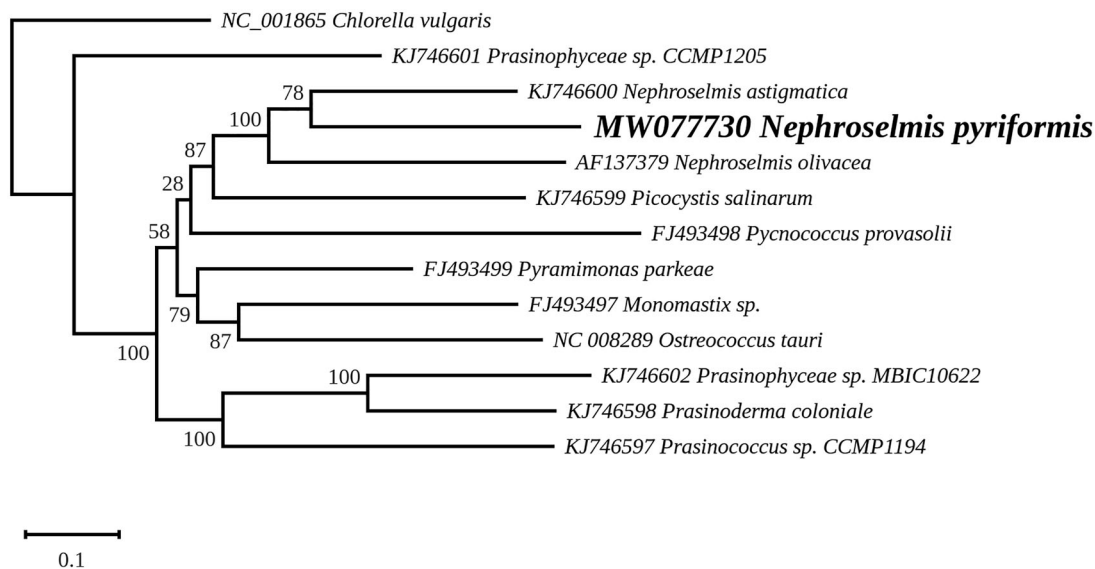 NC_001865 Chlorella vulgaris
KJ746601 Prasinophyceae sp. CCMP1205
78
KJ746600 Nephroselmis astigmatica
100
MW077730 Nephroselmis pyriformis
87
AF137379 Nephroselmis olivacea
28
KJ746599 Picocystis salinarum
58
FJ493498 Pycnococcus provasolii
FJ493499 Pyramimonas parkeae
79
FJ493497 Monomastix sp.
87
NC 008289 Ostreococcus tauri
100
100
KJ746602 Prasinophyceae sp. MBIC10622
KJ746598 Prasinoderma coloniale
100
KJ746597 Prasinococcus sp. CCMP1194
0.1